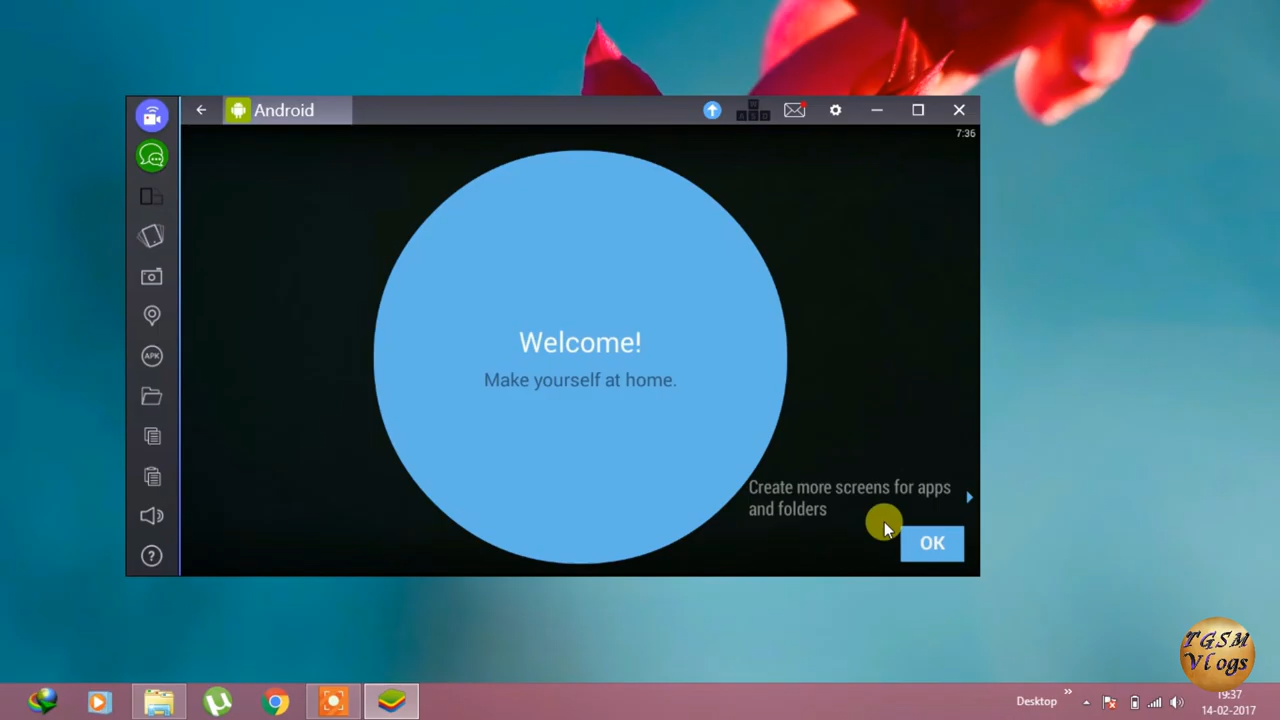 Android
7:36
Welcome!
Make yourself at home.
Create more screens for apps
and folders
OK
APK
W
A S D
TGSM
Vlogs
Desktop
19:37
14-02-2017